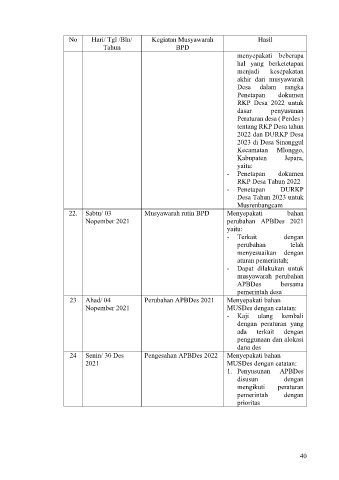 No Hari/ Tgl /Bln/ Kegiatan Musyawarah Hasil
Tahun BPD
menyepakati beberapa
hal yang berketetapan
menjadi kesepakatan
akhir dari musyawarah
Desa dalam rangka
Penetapan dokumen
RKP Desa 2022 untuk
dasar penyusunan
Peraturan desa ( Perdes )
tentang RKP Desa tahun
2022 dan DURKP Desa
2023 di Desa Sinanggul
Kecamatan Mlonggo,
Kabupaten Jepara,
yaitu:
- Penetapan dokumen
RKP Desa Tahun 2022
- Penetapan DURKP
Desa Tahun 2023 untuk
Musrenbangcam
22. Sabtu/ 03 Musyawarah rutin BPD Menyepakati bahan
Nopember 2021 perubahan APBDes 2021
yaitu:
- Terkait dengan
perubahan telah
menyesuaikan dengan
aturan pemerintah;
- Dapat dilakukan untuk
musyawarah perubahan
APBDes bersama
pemerintah desa
23 Ahad/ 04 Perubahan APBDes 2021 Menyepakati bahan
Nopember 2021 MUSDes dengan catatan:
- Kaji ulang kembali
dengan peraturan yang
ada terkait dengan
penggunaan dan alokasi
dana des
24 Senin/ 30 Des Pengesahan APBDes 2022 Menyepakati bahan
2021 MUSDes dengan catatan:
1. Penyusunan APBDes
disusun dengan
mengikuti peraturan
pemerintah dengan
prioritas
40